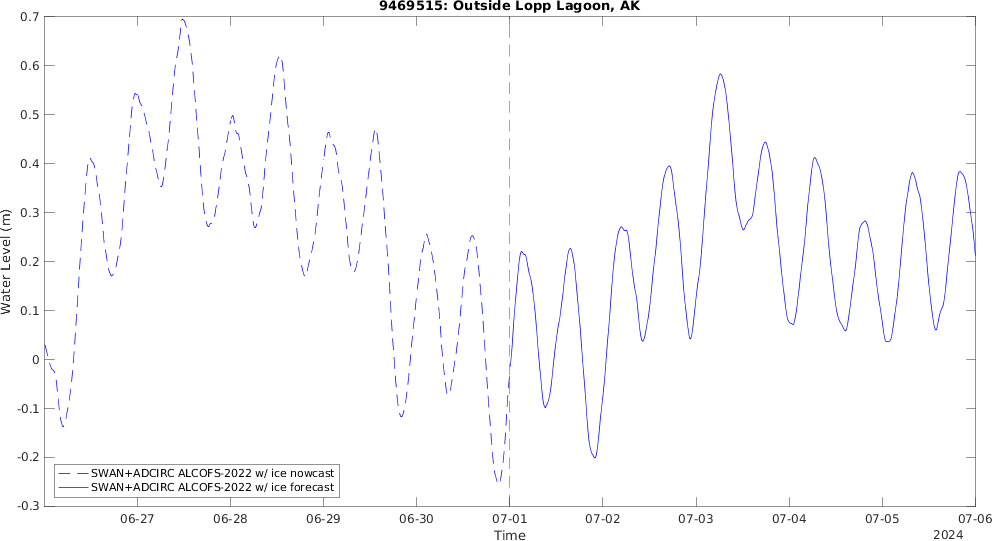 9469515: Outside Lopp Lagoon, AK
0.7
0.6
0.5
0.4
0.3
0.2
0.1
0
-0.1
-0.2
-0.3
Water Level (m)
SWAN+ADCIRC ALCOFS-2022 w/ ice nowcast
SWAN+ADCIRC ALCOFS-2022 w/ ice forecast
06-27 06-28 06-29 06-30 07-01 07-02 07-03 07-04 07-05 07-06
Time
2024